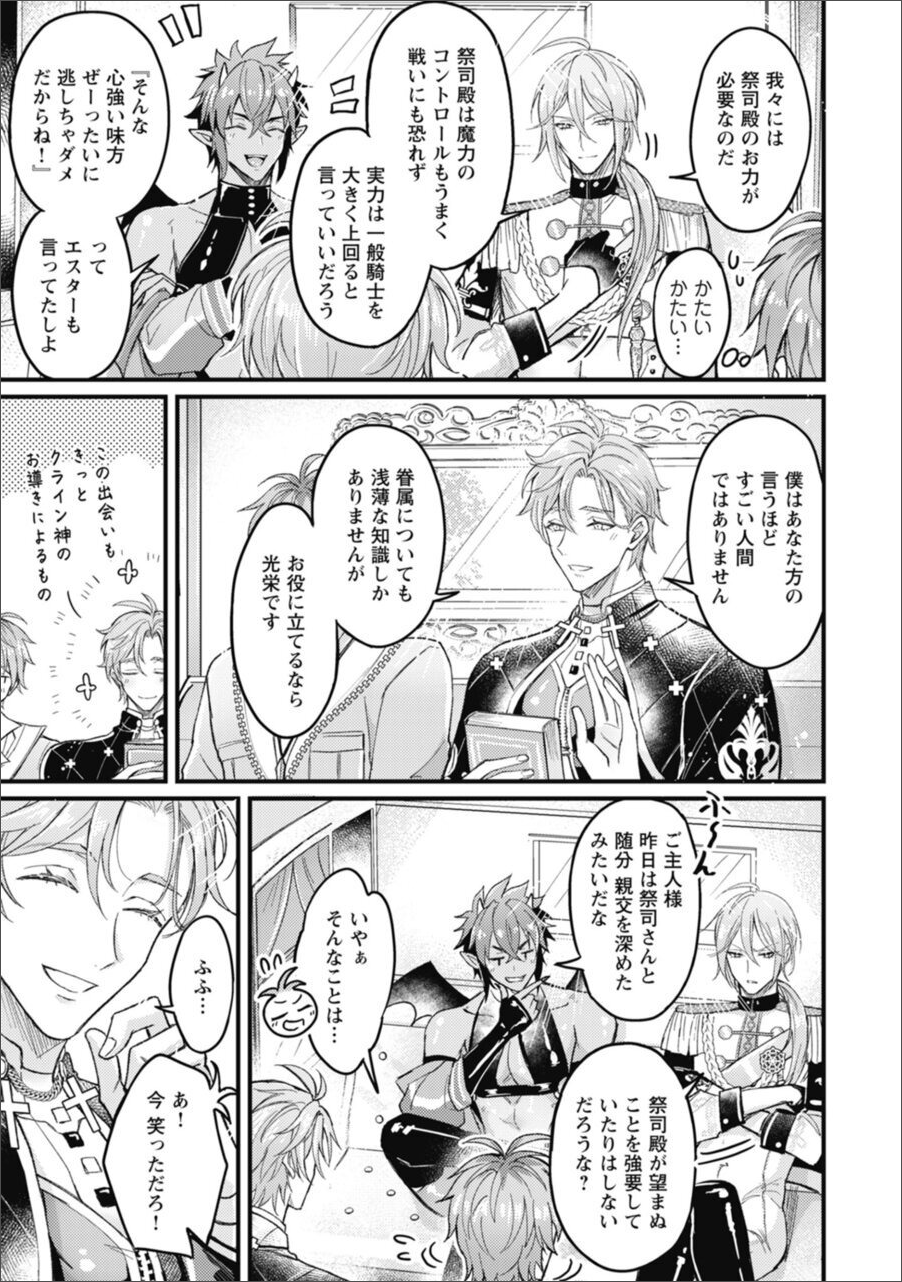 我々には
祭司殿のお力が
必要なのだ
かたい
かたい…
祭司殿は魔力の
コントロールもうまく
戦いにも恐れず
実力は一般騎士を
大きく上回ると
言っていいだろう
『そんな
心強い味方
ぜーったいに
逃しちゃダメ
だからね！』
って
エスターも
言ってたしよ
僕はあなた方の
言うほど
すごい人間
ではありません
眷属についても
浅薄な知識しか
ありませんが
お役に立てるなら
光栄です
この出会いも
きっと
クライン神の
お導きによるもの
ふ〜ん
ご主人様
昨日は祭司さんと
随分 親交を深めた
みたいだな
祭司殿が望まぬ
ことを強要して
いたりはしない
だろうな？
いやぁ
そんなことは…
ふふ…
あ！
今 笑っただろ！